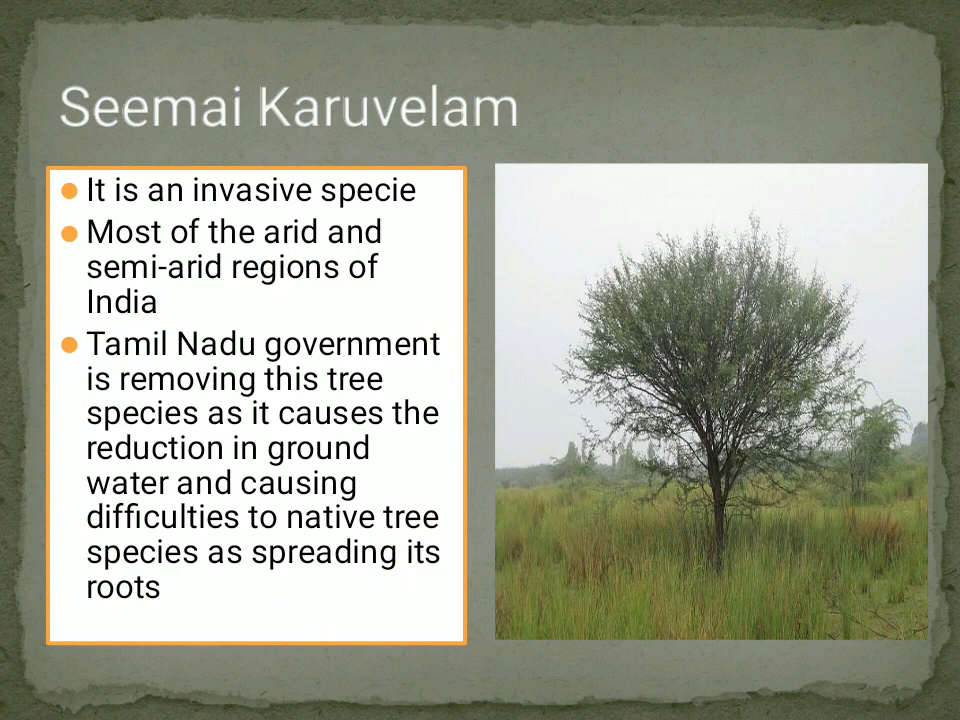 Seemai Karuvelam
It is an invasive specie
Most of the arid and
semi-arid regions of
India
Tamil Nadu government
is removing this tree
species as it causes the
reduction in ground
water and causing
difficulties to native tree
species as spreading its
roots